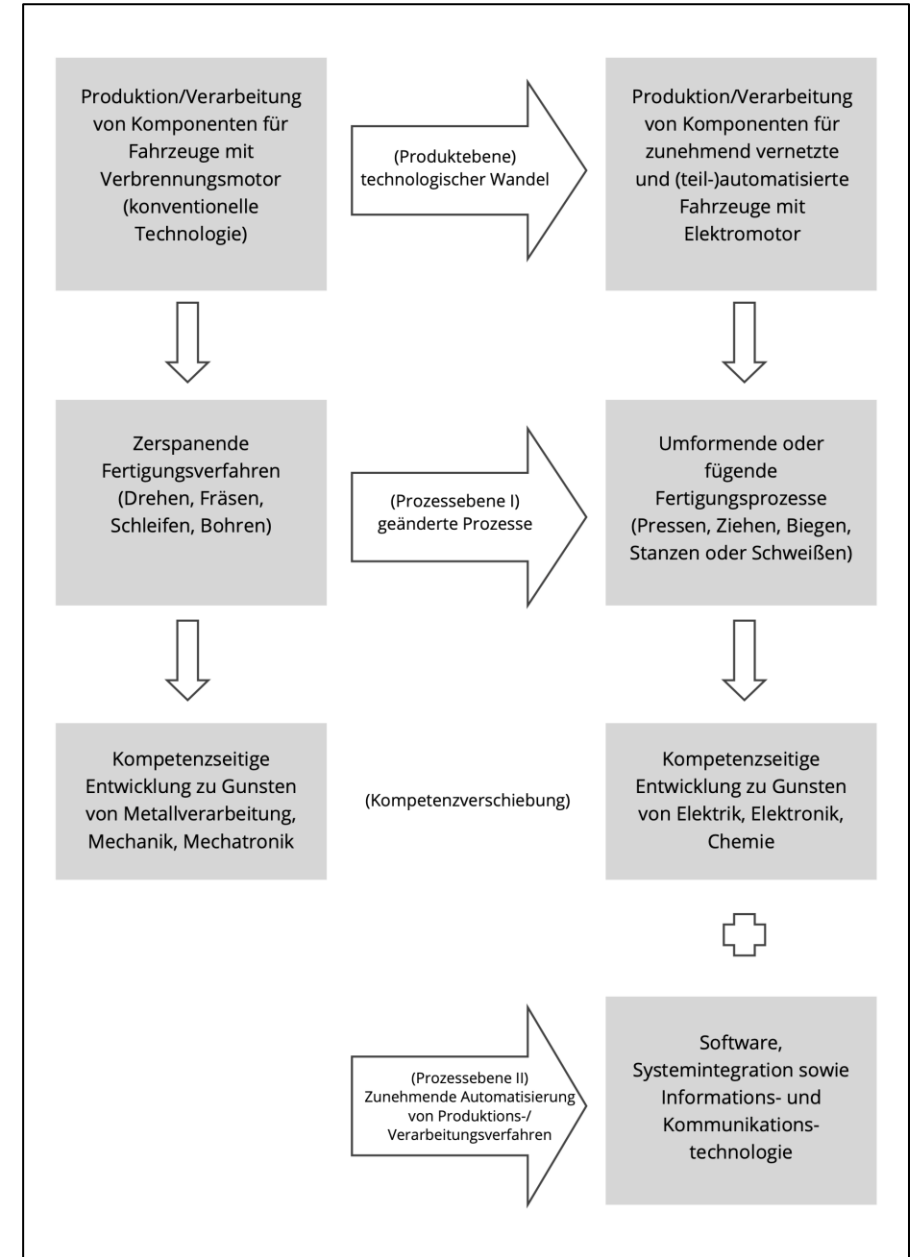 Produktion/Verarbeitung
von Komponenten für
Fahrzeuge mit
Verbrennungsmotor
(konventionelle
Technologie)
(Produktebene)
technologischer Wandel
Produktion/Verarbeitung
von Komponenten für
zunehmend vernetzte
und (teil-)automatisierte
Fahrzeuge mit
Elektromotor
Zerspanende
Fertigungsverfahren
(Drehen, Fräsen,
Schleifen, Bohren)
(Prozessebene I)
geänderte Prozesse
Umformende oder
fügende
Fertigungsprozesse
(Pressen, Ziehen, Biegen,
Stanzen oder Schweißen)
Kompetenzseitige
Entwicklung zu Gunsten
von Metallverarbeitung,
Mechanik, Mechatronik
(Kompetenzverschiebung)
Kompetenzseitige
Entwicklung zu Gunsten
von Elektrik, Elektronik,
Chemie
(Prozessebene II)
Zunehmende Automatisierung
von Produktions-/
Verarbeitungsverfahren
Software,
Systemintegration sowie
Informations- und
Kommunikations-
technologie